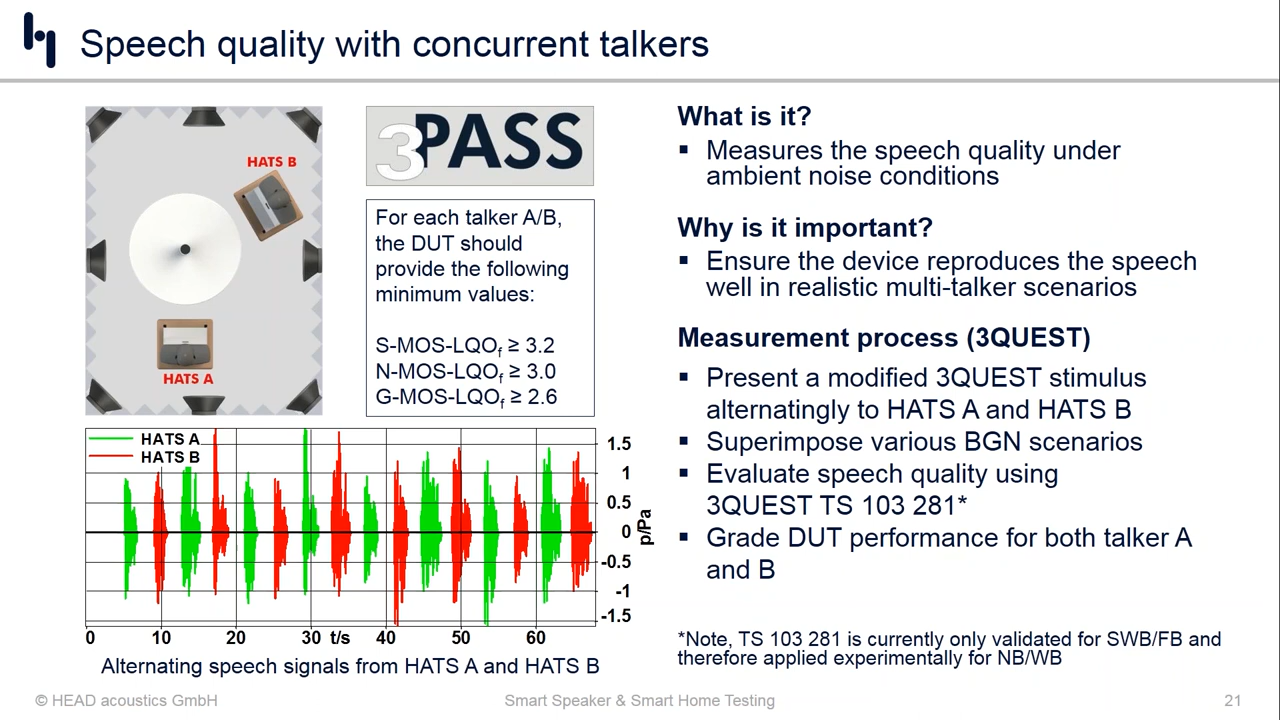 Speech quality with concurrent talkers
HATS B
HATS A
3PASS
For each talker A/B,
the DUT should
provide the following
minimum values:
S-MOS-LQOf ≥ 3.2
N-MOS-LQOf ≥ 3.0
G-MOS-LQOf ≥ 2.6
HATS A
HATS B
1.5
1
0.5
0
-0.5
-1
-1.5
p/Pa
0 10 20 30 t/s 40 50 60
Alternating speech signals from HATS A and HATS B
What is it?
▪ Measures the speech quality under
ambient noise conditions
Why is it important?
▪ Ensure the device reproduces the speech
well in realistic multi-talker scenarios
Measurement process (3QUEST)
▪ Present a modified 3QUEST stimulus
alternatingly to HATS A and HATS B
▪ Superimpose various BGN scenarios
▪ Evaluate speech quality using
3QUEST TS 103 281*
▪ Grade DUT performance for both talker A
and B
*Note, TS 103 281 is currently only validated for SWB/FB and
therefore applied experimentally for NB/WB
© HEAD acoustics GmbH
Smart Speaker & Smart Home Testing
21